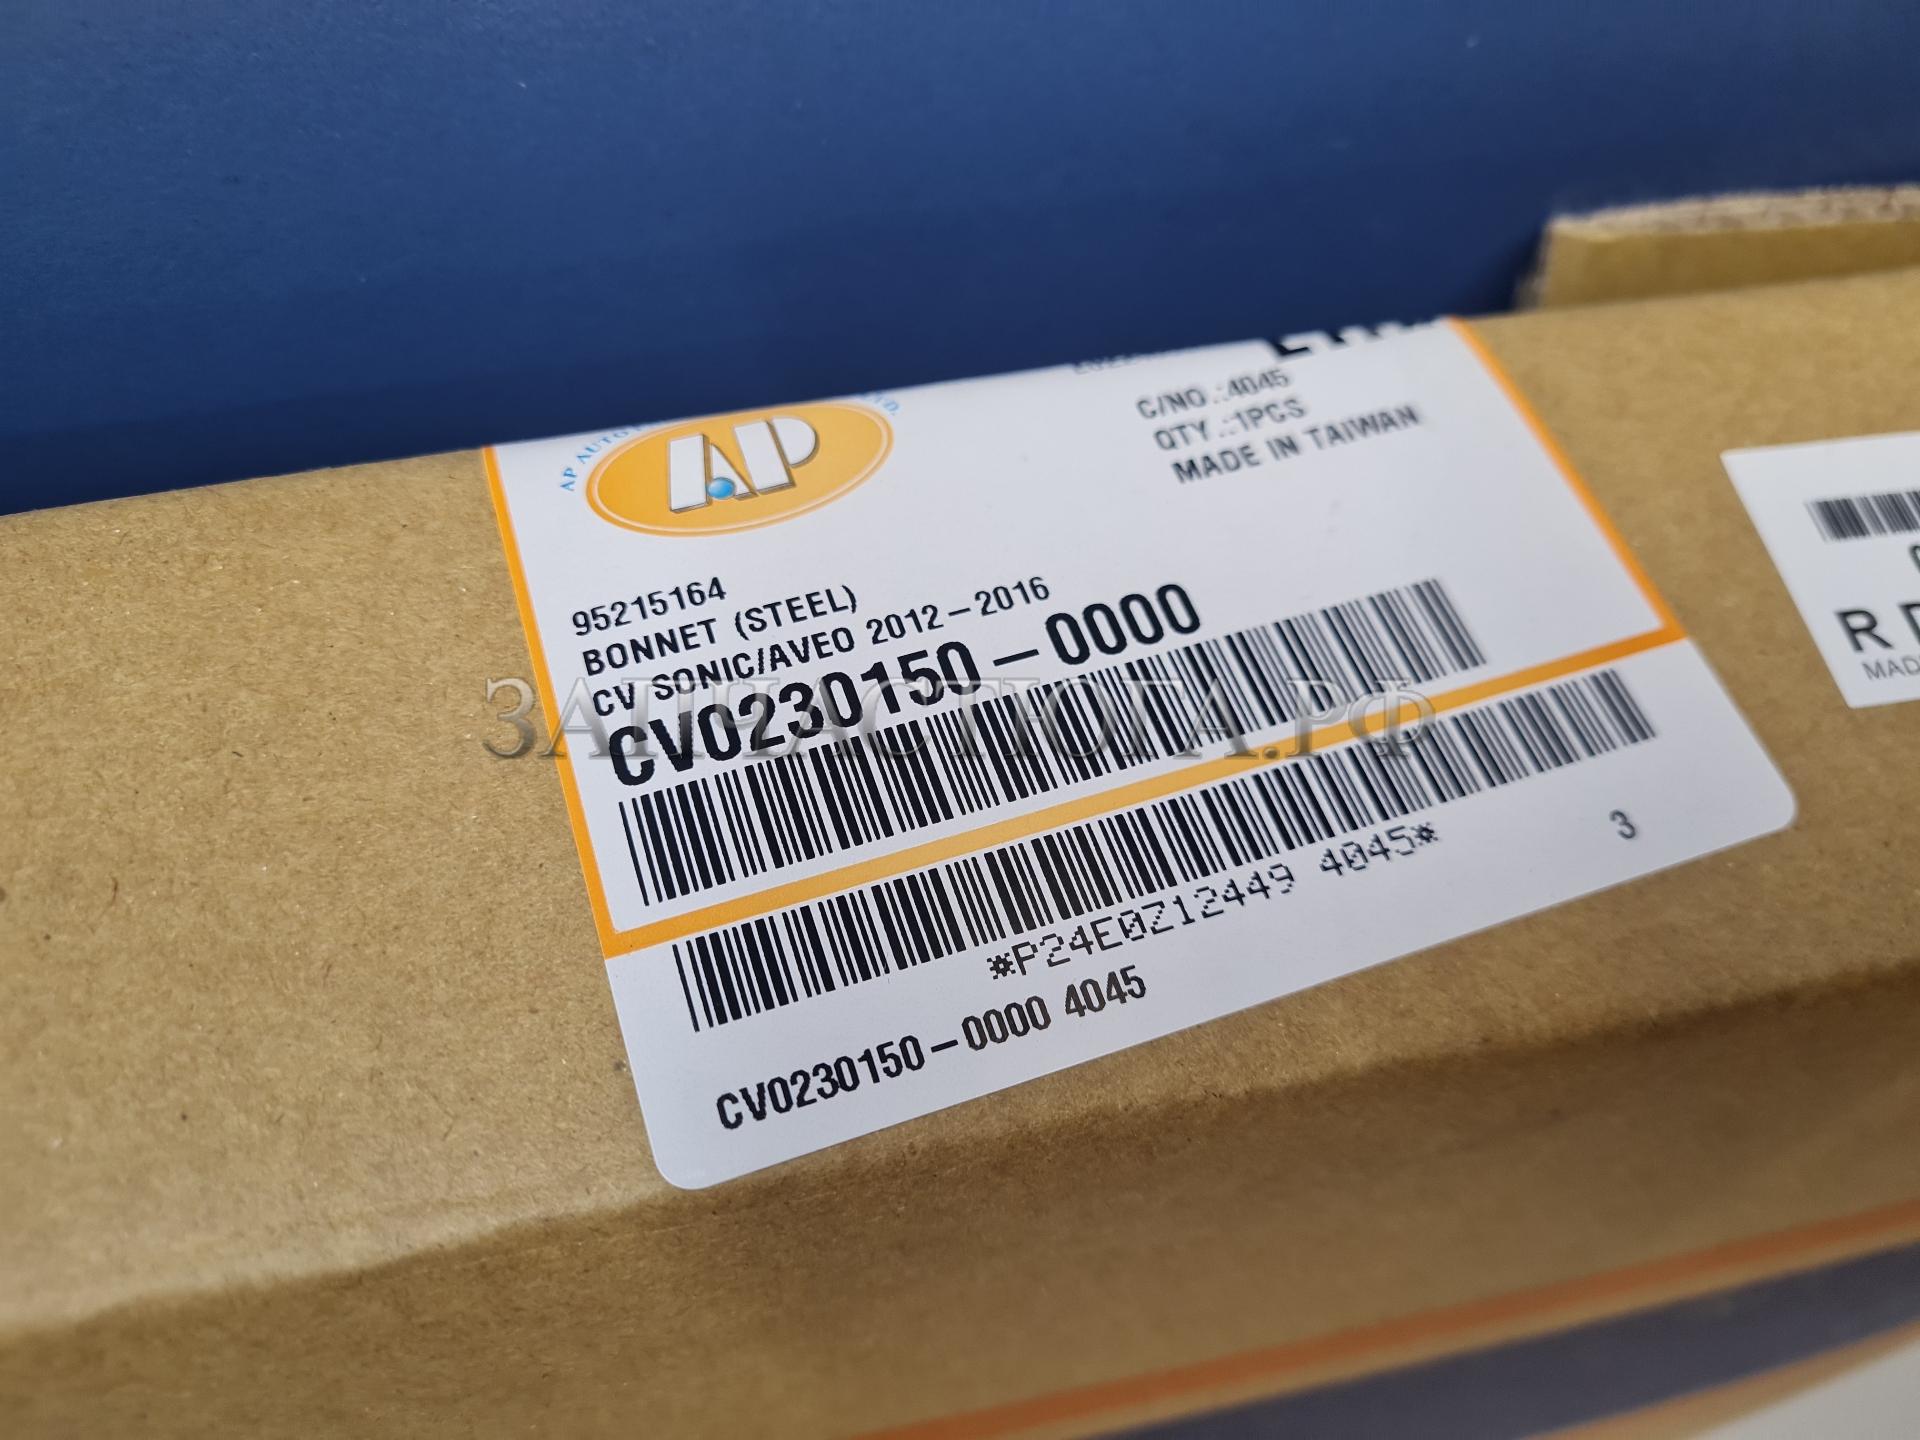 AP
C/NO.:4045
QTY.:1PCS
MADE IN TAIWAN
95215164
BONNET (STEEL)
CV SONIC/AVEO 2012-2016
CV0230150-0000
ЗАПЧАСТЮГА.РФ
*P24E0Z12449 4045*
CV0230150-0000 4045
3
R